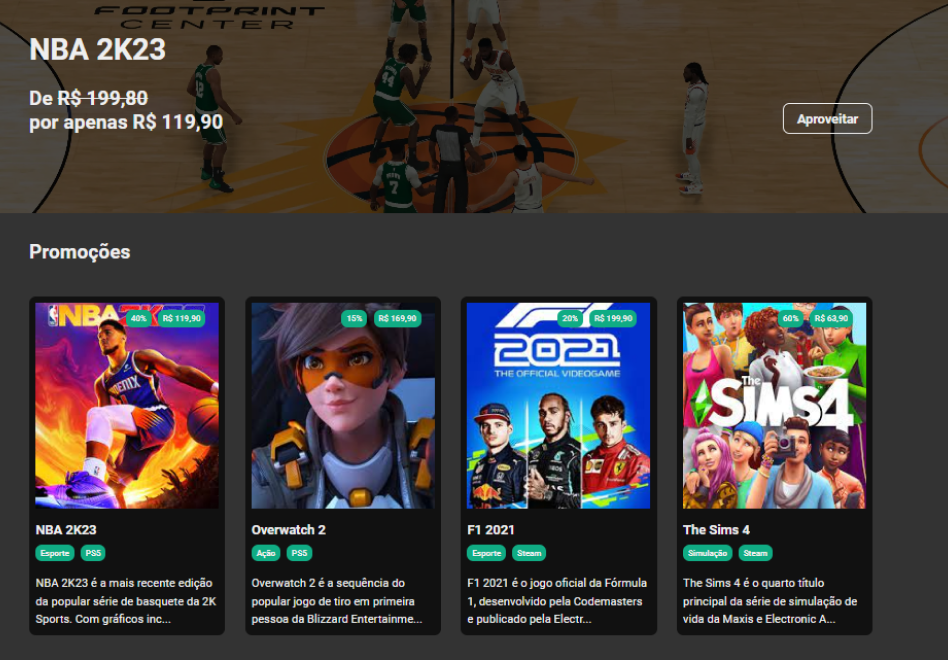 FOOTPRINT
CENTER
NBA 2K23
De R$ 199,80
por apenas R$ 119,90
Aproveitar
44
7
1
Promoções
NBA 2K23
40%
R$ 119,90
PHOENIX
15%
R$ 169,90
20%
R$ 199,90
2021
THE OFFICIAL VIDEOGAME
60%
R$ 63,90
The
SIMS4
NBA 2K23
Esporte
PS5
NBA 2K23 é a mais recente edição
da popular série de basquete da 2K
Sports. Com gráficos inc...
Overwatch 2
Ação
PS5
Overwatch 2 é a sequência do
popular jogo de tiro em primeira
pessoa da Blizzard Entertainme...
F1 2021
Esporte
Steam
F1 2021 é o jogo oficial da Fórmula
1, desenvolvido pela Codemasters
e publicado pela Electr...
The Sims 4
Simulação
Steam
The Sims 4 é o quarto título
principal da série de simulação de
vida da Maxis e Electronic A...